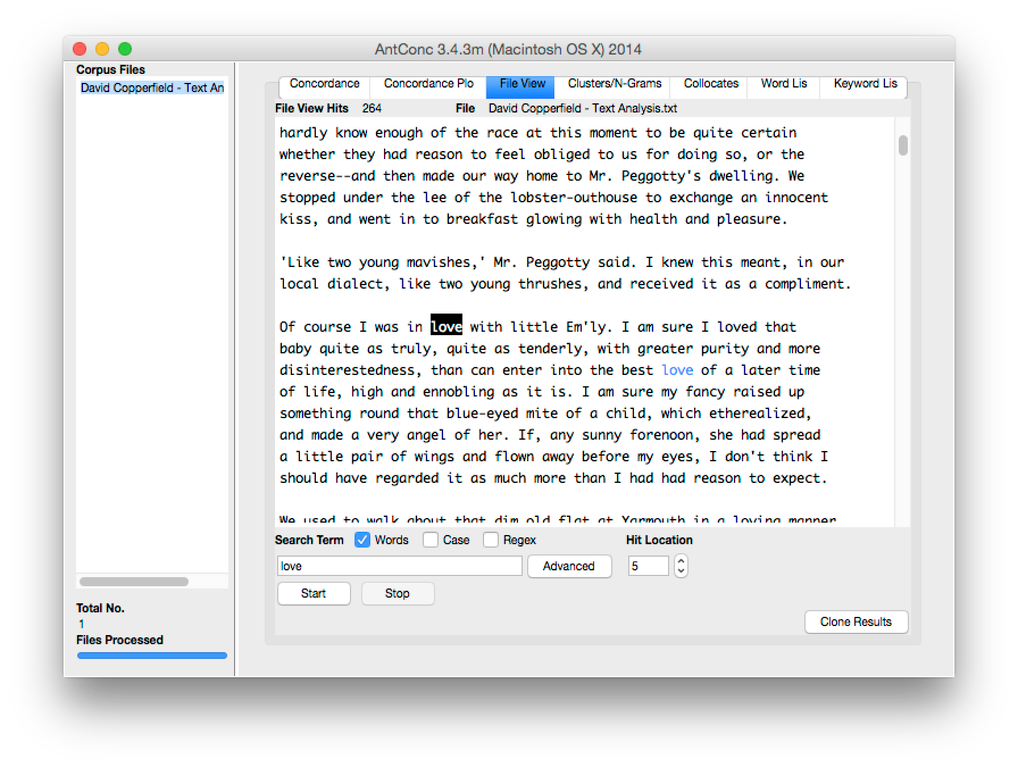 AntConc 3.4.3m (Macintosh OS X) 2014
Corpus Files
David Copperfield - Text An
Concordance Concordance Plo File View Clusters/N-Grams Collocates Word Lis Keyword Lis
File View Hits 264 File David Copperfield - Text Analysis.txt
hardly know enough of the race at this moment to be quite certain
whether they had reason to feel obliged to us for doing so, or the
reverse--and then made our way home to Mr. Peggotty's dwelling. We
stopped under the lee of the lobster-outhouse to exchange an innocent
kiss, and went in to breakfast glowing with health and pleasure.
'Like two young mavishes,' Mr. Peggotty said. I knew this meant, in our
local dialect, like two young thrushes, and received it as a compliment.
Of course I was in love with little Em'ly. I am sure I loved that
baby quite as truly, quite as tenderly, with greater purity and more
disinterestedness, than can enter into the best love of a later time
of life, high and ennobling as it is. I am sure my fancy raised up
something round that blue-eyed mite of a child, which etherealized,
and made a very angel of her. If, any sunny forenoon, she had spread
a little pair of wings and flown away before my eyes, I don't think I
should have regarded it as much more than I had had reason to expect.
We used to walk about that dim old flat at Yarmouth in a loving manner
Search Term Words Case Regex Hit Location
love Advanced 5
Start Stop
Clone Results
Total No.
1
Files Processed